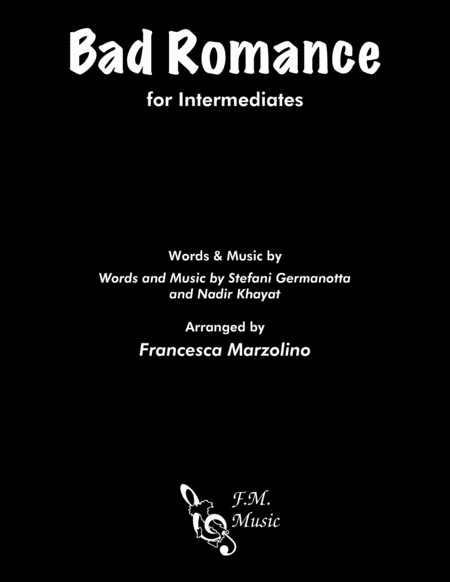 Bad Romance
for Intermediates
Words & Music by
Words and Music by Stefani Germanotta
and Nadir Khayat
Arranged by
Francesca Marzolino
F.M.
Music